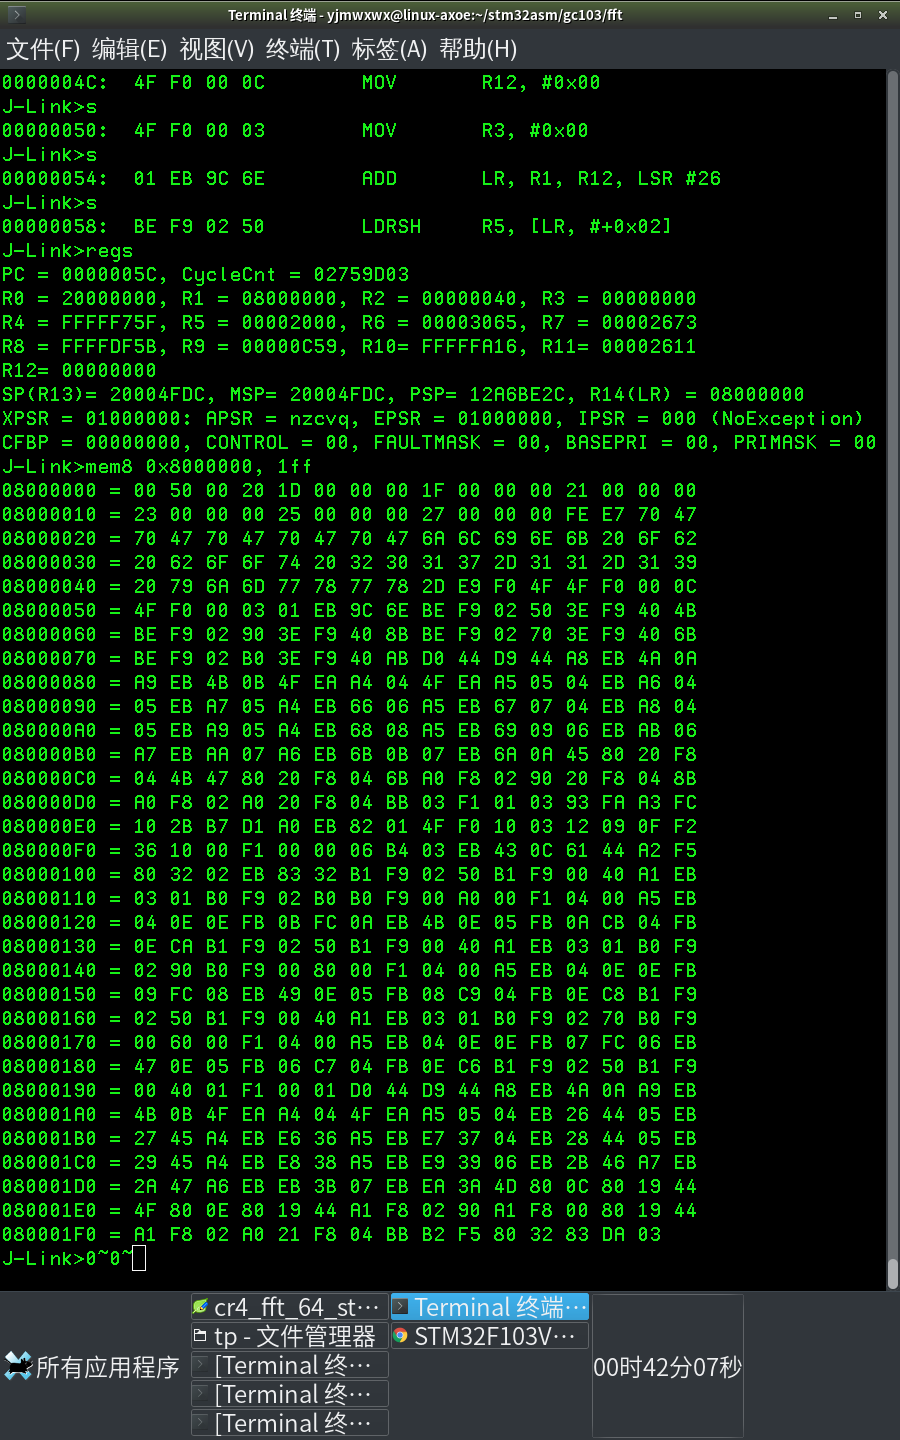 Terminal 终端 - yjmwxwx@linux-axoe:~/stm32asm/gc103/fft
文件(F) 编辑(E) 视图(V) 终端(T) 标签(A) 帮助(H)
0000004C: 4F F0 00 0C MOV R12, #0x00
J-Link>s
00000050: 4F F0 00 03 MOV R3, #0x00
J-Link>s
00000054: 01 EB 9C 6E ADD LR, R1, R12, LSR #26
J-Link>s
00000058: BE F9 02 50 LDRSH R5, [LR, #+0x02]
J-Link>regs
PC = 0000005C, CycleCnt = 02759D03
R0 = 20000000, R1 = 08000000, R2 = 00000040, R3 = 00000000
R4 = FFFFF75F, R5 = 00002000, R6 = 00003065, R7 = 00002673
R8 = FFFFDF5B, R9 = 00000C59, R10= FFFFFA16, R11= 00002611
R12= 00000000
SP(R13)= 20004FDC, MSP= 20004FDC, PSP= 12A6BE2C, R14(LR) = 08000000
XPSR = 01000000: APSR = nzcvq, EPSR = 01000000, IPSR = 000 (NoException)
CFBP = 00000000, CONTROL = 00, FAULTMASK = 00, BASEPRI = 00, PRIMASK = 00
J-Link>mem8 0x8000000, 1ff
08000000 = 00 50 00 20 1D 00 00 00 1F 00 00 00 21 00 00 00
08000010 = 23 00 00 00 25 00 00 00 27 00 00 00 FE E7 70 47
08000020 = 70 47 70 47 70 47 70 47 6A 6C 69 6E 6B 20 6F 62
08000030 = 20 62 6F 6F 74 20 32 30 31 37 2D 31 31 2D 31 39
08000040 = 20 79 6A 6D 77 78 77 78 2D E9 F0 4F 4F F0 00 0C
08000050 = 4F F0 00 03 01 EB 9C 6E BE F9 02 50 3E F9 40 4B
08000060 = BE F9 02 90 3E F9 40 8B BE F9 02 70 3E F9 40 6B
08000070 = BE F9 02 B0 3E F9 40 AB D0 44 D9 44 A8 EB 4A 0A
08000080 = A9 EB 4B 0B 4F EA A4 04 4F EA A5 05 04 EB A6 04
08000090 = 05 EB A7 05 A4 EB 66 06 A5 EB 67 07 04 EB A8 04
080000A0 = 05 EB A9 05 A4 EB 68 08 A5 EB 69 09 06 EB AB 06
080000B0 = A7 EB AA 07 A6 EB 6B 0B 07 EB 6A 0A 45 80 20 F8
080000C0 = 04 4B 47 80 20 F8 04 6B A0 F8 02 90 20 F8 04 8B
080000D0 = A0 F8 02 A0 20 F8 04 BB 03 F1 01 03 93 FA A3 FC
080000E0 = 10 2B B7 D1 A0 EB 82 01 4F F0 10 03 12 09 0F F2
080000F0 = 36 10 00 F1 00 00 06 B4 03 EB 43 0C 61 44 A2 F5
08000100 = 80 32 02 EB 83 32 B1 F9 02 50 B1 F9 00 40 A1 EB
08000110 = 03 01 B0 F9 02 B0 B0 F9 00 A0 00 F1 04 00 A5 EB
08000120 = 04 0E 0E FB 0B FC 0A EB 4B 0E 05 FB 0A CB 04 FB
08000130 = 0E CA B1 F9 02 50 B1 F9 00 40 A1 EB 03 01 B0 F9
08000140 = 02 90 B0 F9 00 80 00 F1 04 00 A5 EB 04 0E 0E FB
08000150 = 09 FC 08 EB 49 0E 05 FB 08 C9 04 FB 0E C8 B1 F9
08000160 = 02 50 B1 F9 00 40 A1 EB 03 01 B0 F9 02 70 B0 F9
08000170 = 00 60 00 F1 04 00 A5 EB 04 0E 0E FB 07 FC 06 EB
08000180 = 47 0E 05 FB 06 C7 04 FB 0E C6 B1 F9 02 50 B1 F9
08000190 = 00 40 01 F1 00 01 D0 44 D9 44 A8 EB 4A 0A A9 EB
080001A0 = 4B 0B 4F EA A4 04 4F EA A5 05 04 EB 26 44 05 EB
080001B0 = 27 45 A4 EB E6 36 A5 EB E7 37 04 EB 28 44 05 EB
080001C0 = 29 45 A4 EB E8 38 A5 EB E9 39 06 EB 2B 46 A7 EB
080001D0 = 2A 47 A6 EB EB 3B 07 EB EA 3A 4D 80 0C 80 19 44
080001E0 = 4F 80 0E 80 19 44 A1 F8 02 90 A1 F8 00 80 19 44
080001F0 = A1 F8 02 A0 21 F8 04 BB B2 F5 80 32 83 DA 03
J-Link>0~0~
cr4_fft_64_st…
Terminal 终端…
tp - 文件管理器
STM32F103V…
[Terminal 终…
[Terminal 终…
[Terminal 终…
所有应用程序
00时42分07秒